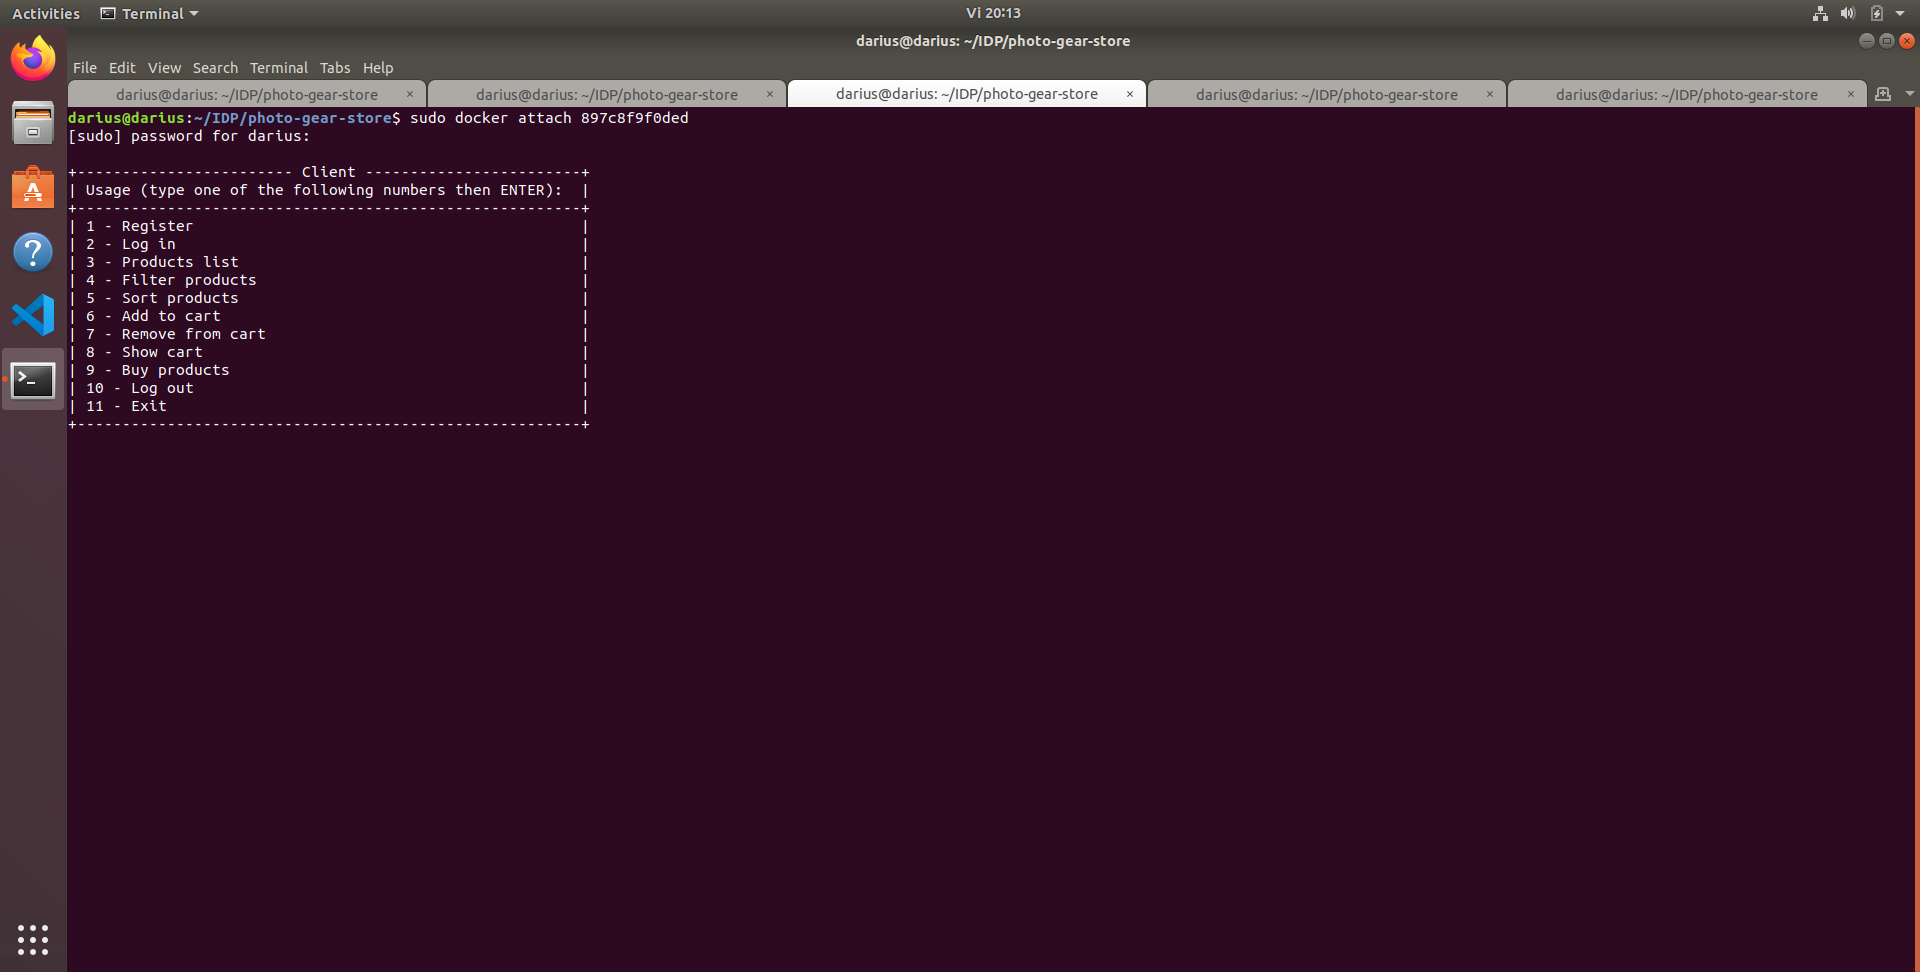 Activities Terminal Vi 20:13
darius@darius: ~/IDP/photo-gear-store
File Edit View Search Terminal Tabs Help
darius@darius: ~/IDP/photo-gear-store × darius@darius: ~/IDP/photo-gear-store × darius@darius: ~/IDP/photo-gear-store × darius@darius: ~/IDP/photo-gear-store × darius@darius: ~/IDP/photo-gear-store ×
darius@darius:~/IDP/photo-gear-store$ sudo docker attach 897c8f9f0ded
[sudo] password for darius:
+------------------------ Client ------------------------+
| Usage (type one of the following numbers then ENTER):  |
+--------------------------------------------------------+
| 1 - Register                                           |
| 2 - Log in                                             |
| 3 - Products list                                      |
| 4 - Filter products                                    |
| 5 - Sort products                                      |
| 6 - Add to cart                                        |
| 7 - Remove from cart                                   |
| 8 - Show cart                                          |
| 9 - Buy products                                       |
| 10 - Log out                                           |
| 11 - Exit                                              |
+--------------------------------------------------------+